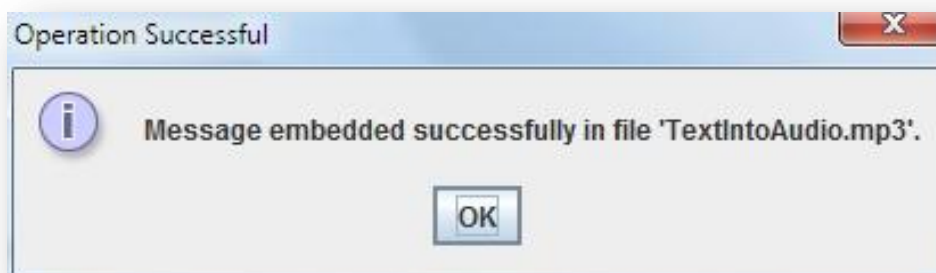 Operation Successful
Message embedded successfully in file 'TextIntoAudio.mp3'.
OK